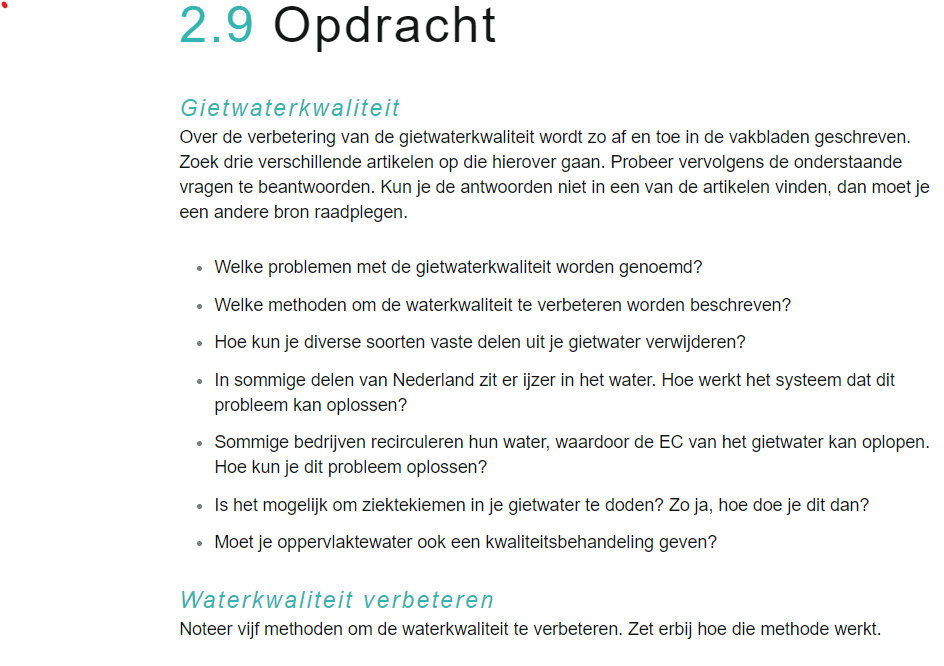 2.9 Opdracht
Gietwaterkwaliteit
Over de verbetering van de gietwaterkwaliteit wordt zo af en toe in de vakbladen geschreven.
Zoek drie verschillende artikelen op die hierover gaan. Probeer vervolgens de onderstaande
vragen te beantwoorden. Kun je de antwoorden niet in een van de artikelen vinden, dan moet je
een andere bron raadplegen.
• Welke problemen met de gietwaterkwaliteit worden genoemd?
• Welke methoden om de waterkwaliteit te verbeteren worden beschreven?
• Hoe kun je diverse soorten vaste delen uit je gietwater verwijderen?
• In sommige delen van Nederland zit er ijzer in het water. Hoe werkt het systeem dat dit
probleem kan oplossen?
• Sommige bedrijven recirculeren hun water, waardoor de EC van het gietwater kan oplopen.
Hoe kun je dit probleem oplossen?
• Is het mogelijk om ziektekiemen in je gietwater te doden? Zo ja, hoe doe je dit dan?
• Moet je oppervlaktewater ook een kwaliteitsbehandeling geven?
Waterkwaliteit verbeteren
Noteer vijf methoden om de waterkwaliteit te verbeteren. Zet erbij hoe die methode werkt.